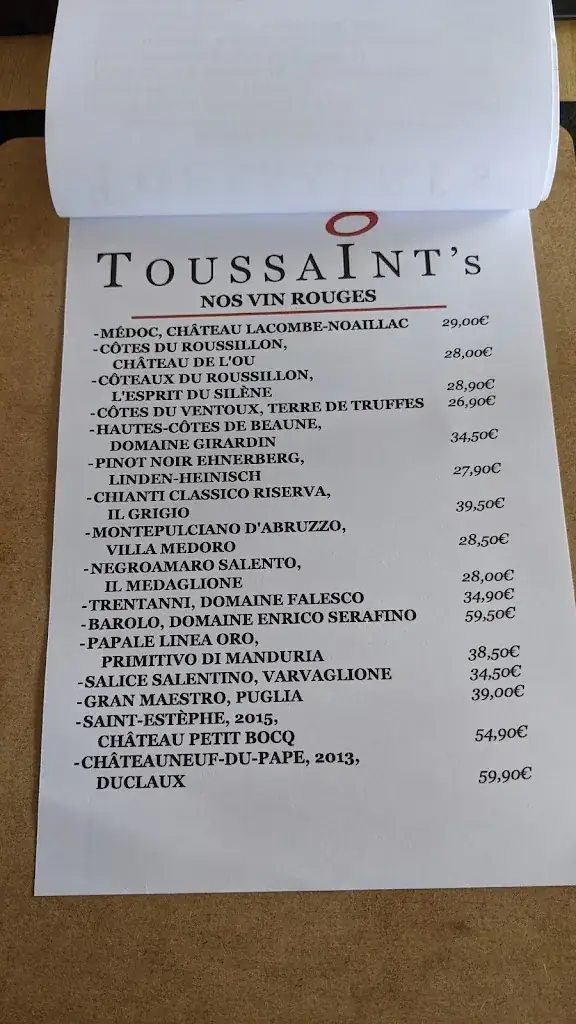 TOUSSAINT'S
NOS VIN ROUGES
-MÉDOC, CHÂTEAU LACOMBE-NOAILLAC 29,00€
-CÔTES DU ROUSSILLON,
CHÂTEAU DE L'OU 28,00€
-CÔTEAUX DU ROUSSILLON,
L'ESPRIT DU SILÈNE 28,90€
-CÔTES DU VENTOUX, TERRE DE TRUFFES 26,90€
-HAUTES-CÔTES DE BEAUNE,
DOMAINE GIRARDIN 34,50€
-PINOT NOIR EHNERBERG,
LINDEN-HEINISCH 27,90€
-CHIANTI CLASSICO RISERVA,
IL GRIGIO 39,50€
-MONTEPULCIANO D'ABRUZZO,
VILLA MEDORO 28,50€
-NEGROAMARO SALENTO,
IL MEDAGLIONE 28,00€
-TRENTANNI, DOMAINE FALESCO 34,90€
-BAROLO, DOMAINE ENRICO SERAFINO 59,50€
-PAPALE LINEA ORO,
PRIMITIVO DI MANDURIA 38,50€
-SALICE SALENTINO, VARVAGLIONE 34,50€
-GRAN MAESTRO, PUGLIA 39,00€
-SAINT-ESTÈPHE, 2015,
CHÂTEAU PETIT BOCQ 54,90€
-CHÂTEAUNEUF-DU-PAPE, 2013,
DUCLAUX 59,90€